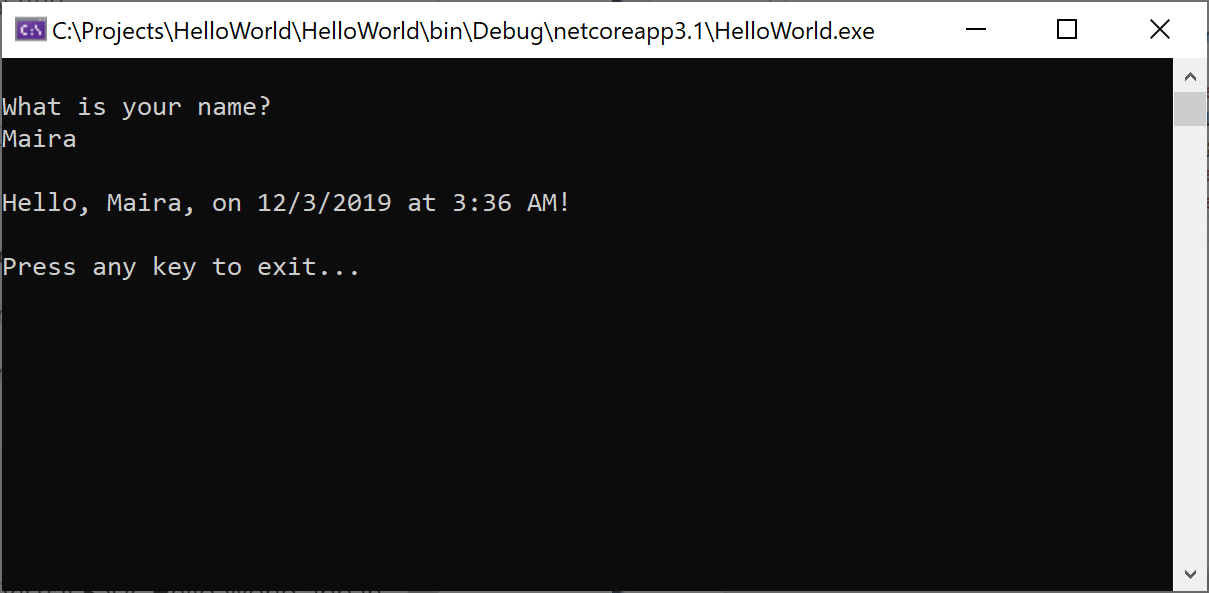 C:\Projects\HelloWorld\HelloWorld\bin\Debug\netcoreapp3.1\HelloWorld.exe
What is your name?
Maira
Hello, Maira, on 12/3/2019 at 3:36 AM!
Press any key to exit...